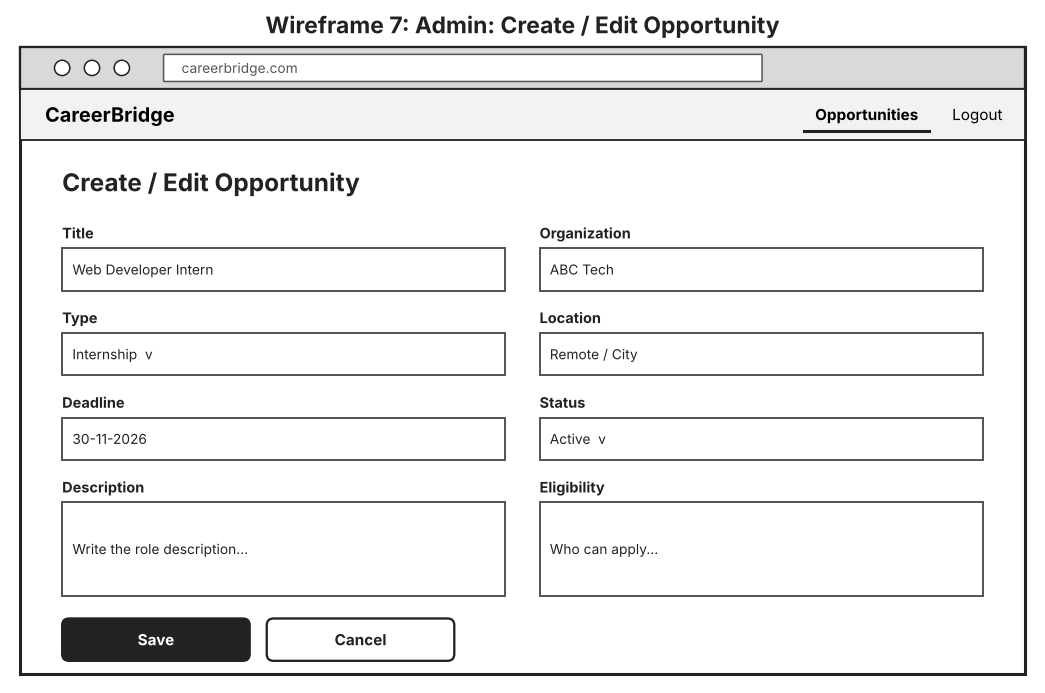 Wireframe 7: Admin: Create / Edit Opportunity
careerbridge.com
CareerBridge
Opportunities
Logout
Create / Edit Opportunity
Title
Organization
Web Developer Intern
ABC Tech
Type
Location
Internship v
Remote / City
Deadline
Status
30-11-2026
Active v
Description
Eligibility
Write the role description...
Who can apply...
Save
Cancel